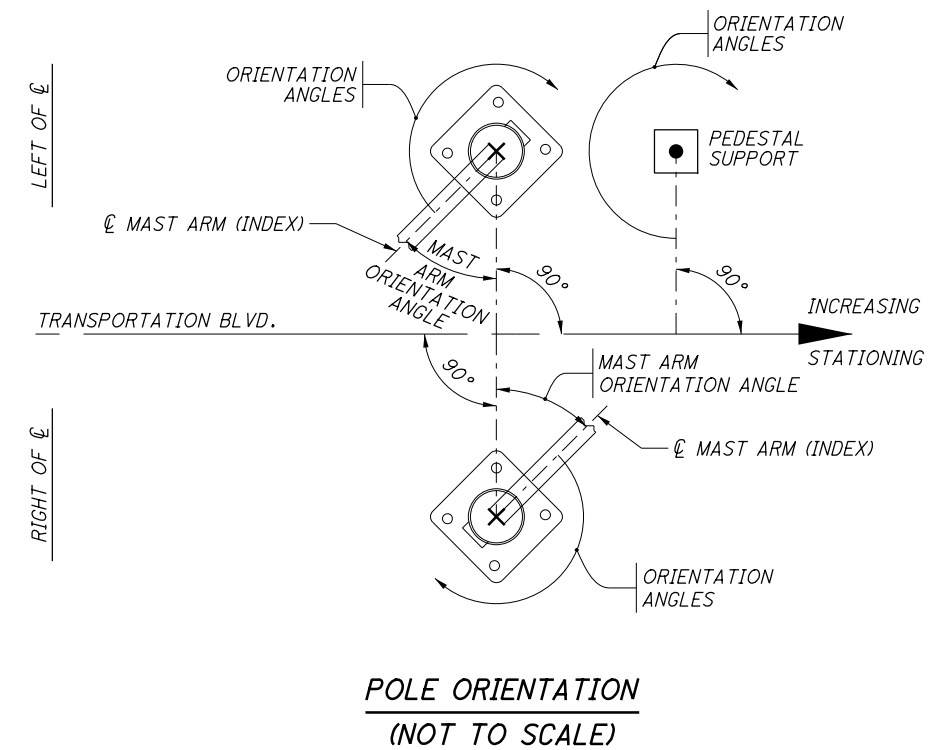 ORIENTATION
ANGLES
ORIENTATION
ANGLES
LEFT OF ℄
PEDESTAL
SUPPORT
℄ MAST ARM (INDEX)
MAST
ARM
ORIENTATION
ANGLE
90°
90°
INCREASING
TRANSPORTATION BLVD.
STATIONING
90°
MAST ARM
ORIENTATION ANGLE
℄ MAST ARM (INDEX)
RIGHT OF ℄
ORIENTATION
ANGLES
POLE ORIENTATION
(NOT TO SCALE)